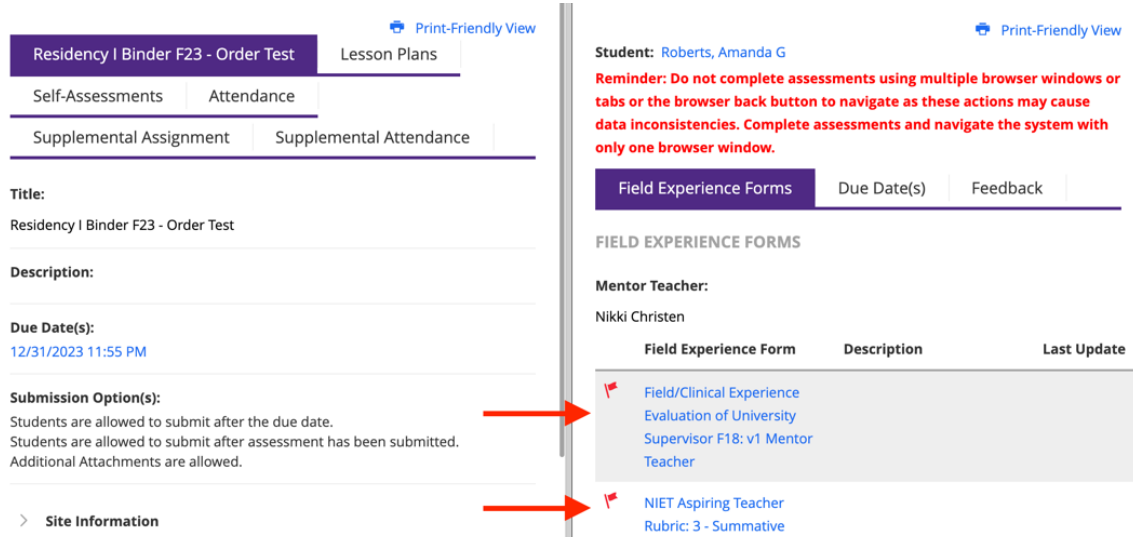 Print-Friendly View
Residency I Binder F23 - Order Test
Lesson Plans
Self-Assessments
Attendance
Supplemental Assignment
Supplemental Attendance
Title:
Residency I Binder F23 - Order Test
Description:
Due Date(s):
12/31/2023 11:55 PM
Submission Option(s):
Students are allowed to submit after the due date.
Students are allowed to submit after assessment has been submitted.
Additional Attachments are allowed.
Site Information
Print-Friendly View
Student: Roberts, Amanda G
Reminder: Do not complete assessments using multiple browser windows or
tabs or the browser back button to navigate as these actions may cause
data inconsistencies. Complete assessments and navigate the system with
only one browser window.
Field Experience Forms
Due Date(s)
Feedback
FIELD EXPERIENCE FORMS
Mentor Teacher:
Nikki Christen
Field Experience Form
Description
Last Update
Field/Clinical Experience
Evaluation of University
Supervisor F18: v1 Mentor
Teacher
NIET Aspiring Teacher
Rubric: 3 - Summative